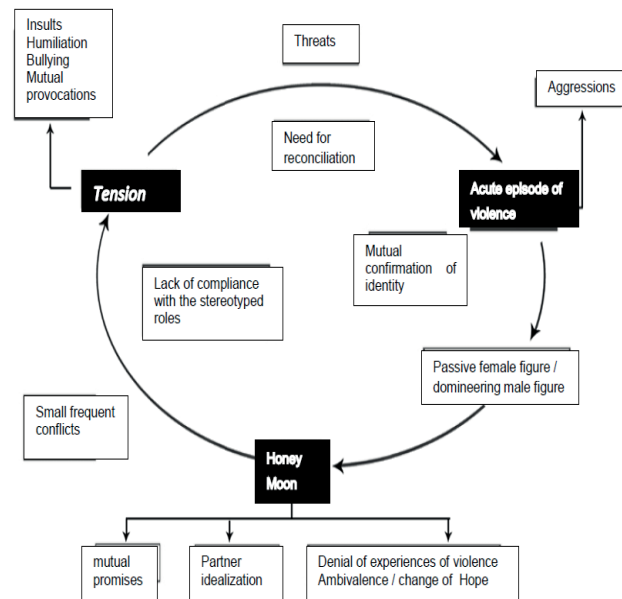 Insults
Humiliation
Bullying
Mutual
provocations
Threats
Aggressions
Need for
reconciliation
Tension
Acute episode of
violence
Mutual
confirmation of
identity
Lack of compliance
with the stereotyped
roles
Passive female figure /
domineering male figure
Small frequent
conflicts
Honey
Moon
mutual
promises
Partner
idealization
Denial of experiences of violence
Ambivalence / change of Hope